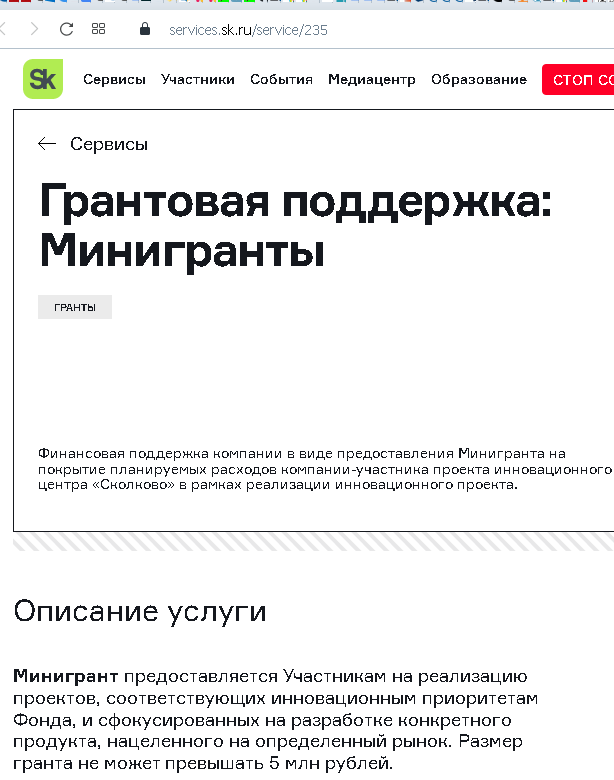 services.sk.ru/service/235
Sk
Сервисы Участники События Медиацентр Образование СТОП CO
Сервисы
Грантовая поддержка:
Минигранты
ГРАНТЫ
Финансовая поддержка компании в виде предоставления Минигранта на
покрытие планируемых расходов компании-участника проекта инновационного
центра «Сколково» в рамках реализации инновационного проекта.
Описание услуги
Минигрант предоставляется Участникам на реализацию
проектов, соответствующих инновационным приоритетам
Фонда, и сфокусированных на разработке конкретного
продукта, нацеленного на определенный рынок. Размер
гранта не может превышать 5 млн рублей.